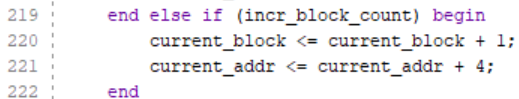 219 end else if (incr_block_count) begin
220 current_block <= current_block + 1;
221 current_addr <= current_addr + 4;
222 end